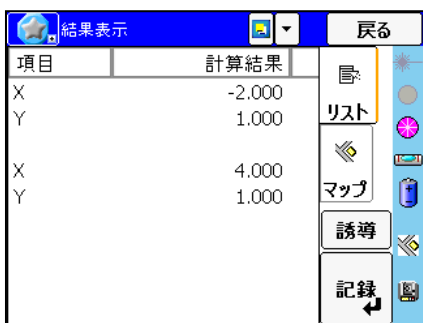 結果表示
戻る
項目 計算結果
X -2.000
Y 1.000
X 4.000
Y 1.000
リスト
マップ
誘導
記録